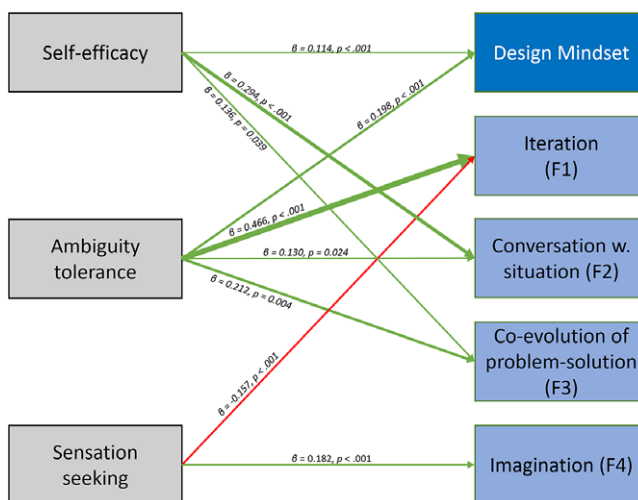 Self-efficacy
β = 0.114, p < .001
Design Mindset
β = 0.294, p < .001
β = 0.136, p = 0.039
β = 0.198, p < .001
Iteration
(F1)
β = 0.466, p < .001
Ambiguity
tolerance
β = 0.130, p = 0.024
Conversation w.
situation (F2)
β = 0.212, p = 0.004
Co-evolution of
problem-solution
(F3)
β = -0.157, p < .001
Sensation
seeking
β = 0.182, p < .001
Imagination (F4)